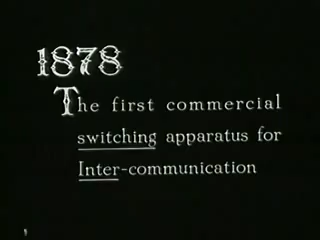 1878
The first commercial
switching apparatus for
Inter-communication